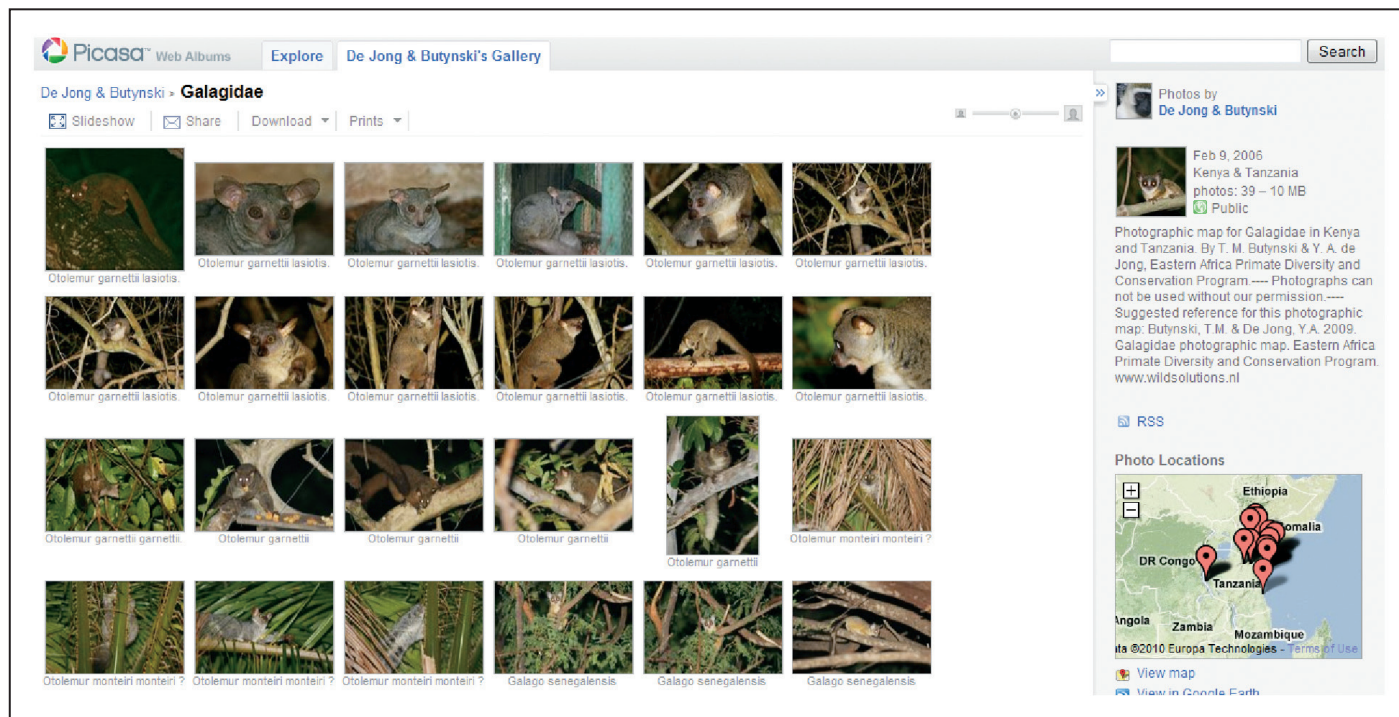 Picasa™ Web Albums
Explore
De Jong & Butynski's Gallery
Search
De Jong & Butynski » Galagidae
Slideshow
Share
Download
Prints
Otolemur garnettii lasiotis.
Otolemur garnettii lasiotis.
Otolemur garnettii lasiotis.
Otolemur garnettii lasiotis.
Otolemur garnettii lasiotis.
Otolemur garnettii lasiotis.
Otolemur garnettii lasiotis.
Otolemur garnettii lasiotis.
Otolemur garnettii lasiotis.
Otolemur garnettii lasiotis.
Otolemur garnettii lasiotis.
Otolemur garnettii lasiotis.
Otolemur garnettii garnettii.
Otolemur garnettii
Otolemur garnettii
Otolemur garnettii
Otolemur garnettii
Otolemur monteiri monteiri ?
Otolemur monteiri monteiri ?
Otolemur monteiri monteiri ?
Otolemur monteiri monteiri ?
Galago senegalensis
Galago senegalensis
Galago senegalensis
»
Photos by
De Jong & Butynski
Feb 9, 2006
Kenya & Tanzania
photos: 39 – 10 MB
Public
Photographic map for Galagidae in Kenya
and Tanzania. By T. M. Butynski & Y. A. de
Jong, Eastern Africa Primate Diversity and
Conservation Program.---- Photographs can
not be used without our permission.----
Suggested reference for this photographic
map: Butynski, T.M. & De Jong, Y.A. 2009.
Galagidae photographic map. Eastern Africa
Primate Diversity and Conservation Program.
www.wildsolutions.nl
RSS
Photo Locations
+
−
Ethiopia
omalia
DR Congo
Tanzania
Angola
Zambia
Mozambique
ta ©2010 Europa Technologies - Terms of Use
View map
View in Google Earth